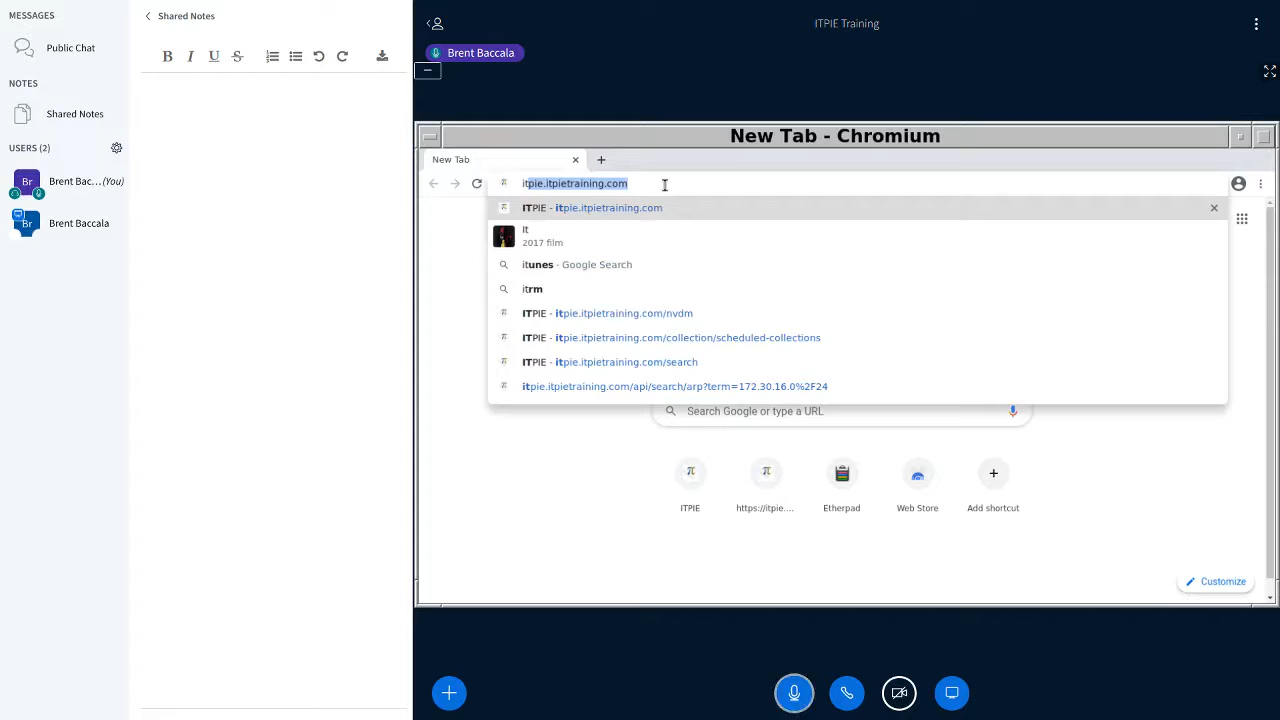 MESSAGES
Public Chat
NOTES
Shared Notes
USERS (2)
Br
Brent Bac... (You)
Br
Brent Baccala
Shared Notes
B I U S
ITPIE Training
Brent Baccala
New Tab - Chromium
New Tab
itpie.itpietraining.com
ITPIE - itpie.itpietraining.com
It
2017 film
itunes - Google Search
itrm
ITPIE - itpie.itpietraining.com/nvdm
ITPIE - itpie.itpietraining.com/collection/scheduled-collections
ITPIE - itpie.itpietraining.com/search
itpie.itpietraining.com/api/search/arp?term=172.30.16.0%2F24
Search Google or type a URL
π π
ITPIE https://itpie.... Etherpad Web Store Add shortcut
Customize